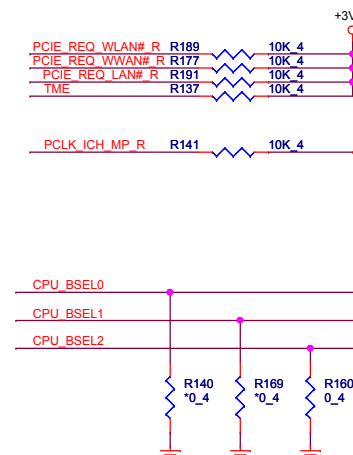 +3V
PCIE_REQ_WLAN#_R R189 10K_4
PCIE_REQ_WWAN#_R R177 10K_4
PCIE_REQ_LAN#_R R191 10K_4
TME R137 10K_4
PCLK_ICH_MP_R R141 10K_4
CPU_BSEL0
CPU_BSEL1
CPU_BSEL2
R140 R169 R160
*0_4 *0_4 0_4